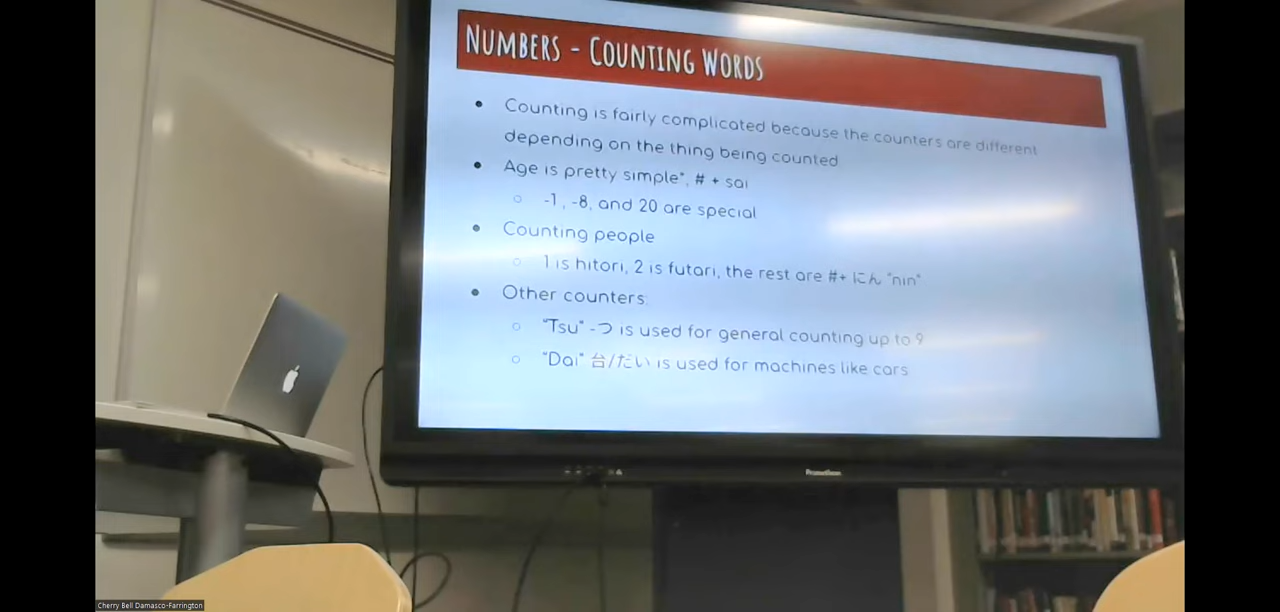 NUMBERS - COUNTING WORDS
• Counting is fairly complicated because the counters are different
depending on the thing being counted
• Age is pretty simple*, # + sai
○ -1, -8, and 20 are special
• Counting people
○ 1 is hitori, 2 is futari, the rest are #+ にん "nin"
• Other counters:
○ "Tsu" -つ is used for general counting up to 9
○ "Dai" 台/だい is used for machines like cars
Promethean
Cherry Bell Damasco-Farrington